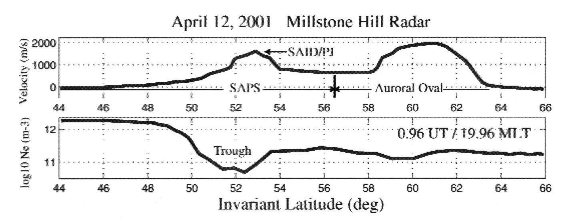 April 12, 2001 Millstone Hill Radar
Velocity (m/s)
2000
1000
0
SAID/PJ
SAPS
Auroral Oval
44 46 48 50 52 54 56 58 60 62 64 66
log10 Ne (m-3)
12
11
Trough
0.96 UT / 19.96 MLT
44 46 48 50 52 54 56 58 60 62 64 66
Invariant Latitude (deg)